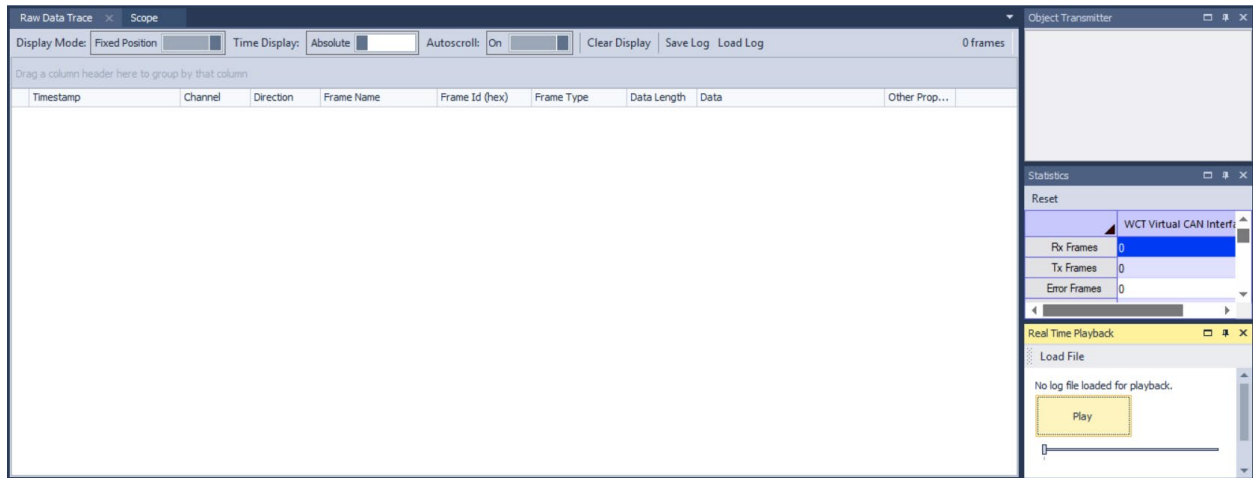 Raw Data Trace
Scope
Display Mode: Fixed Position Time Display: Absolute Autoscroll: On Clear Display Save Log Load Log 0 frames
Drag a column header here to group by that column
Timestamp Channel Direction Frame Name Frame Id (hex) Frame Type Data Length Data Other Prop...
Object Transmitter
Statistics
Reset
WCT Virtual CAN Interfa
Rx Frames 0
Tx Frames 0
Error Frames 0
Real Time Playback
Load File
No log file loaded for playback.
Play